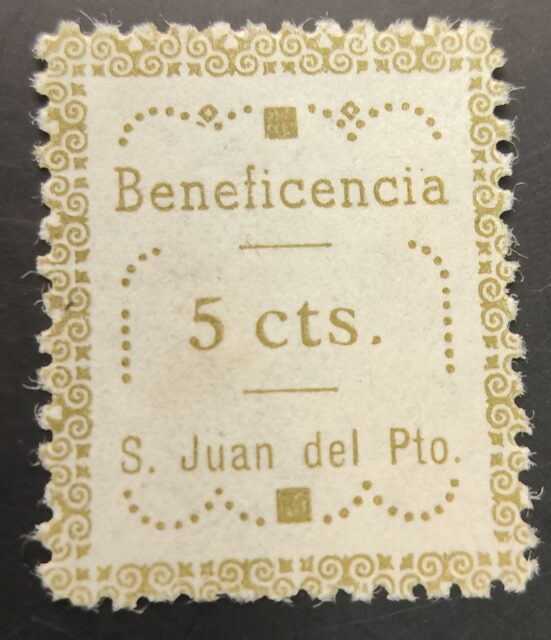 Beneficencia
5 cts.
S. Juan del Pto.